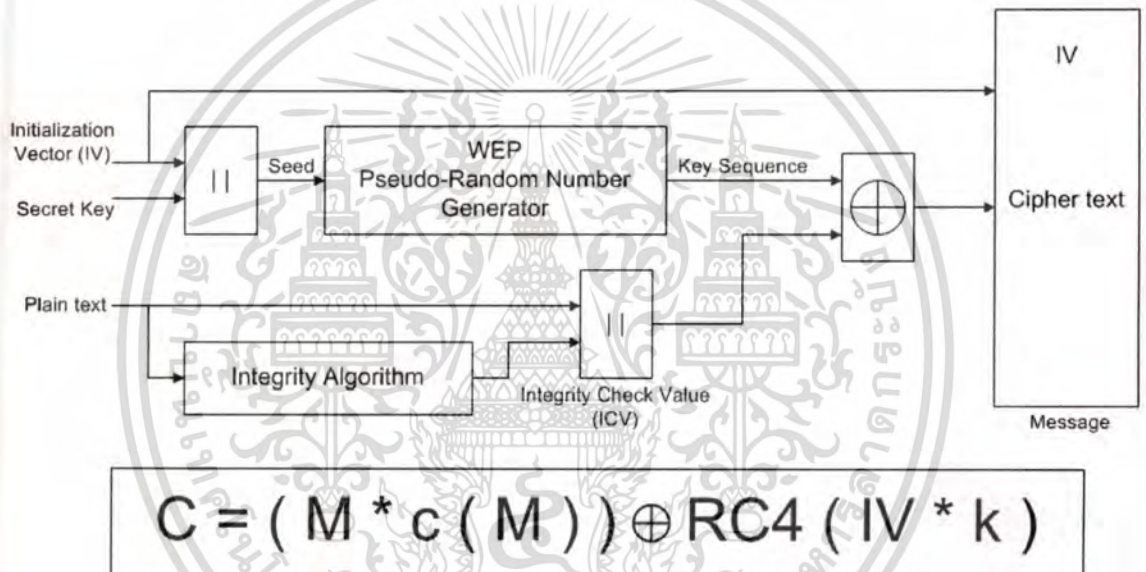 IV
Initialization
Vector (IV)
Secret Key
||
Seed
WEP
Pseudo-Random Number
Generator
Key Sequence
Cipher text
Plain text
Integrity Algorithm
||
Integrity Check Value
(ICV)
Message
C = ( M * c ( M ) ) ⊕ RC4 ( IV * k )